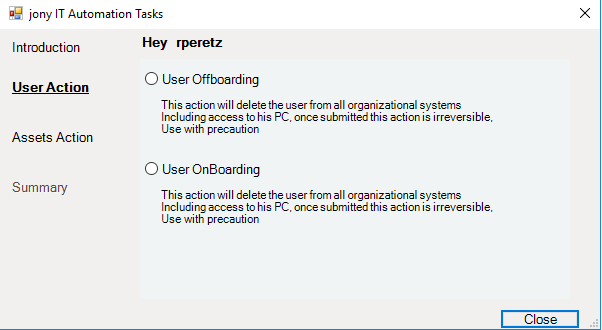 jony IT Automation Tasks
Introduction
Hey rperetz
User Action
User Offboarding
This action will delete the user from all organizational systems
Including access to his PC, once submitted this action is irreversible,
Use with precaution
Assets Action
User OnBoarding
Summary
This action will delete the user from all organizational systems
Including access to his PC, once submitted this action is irreversible,
Use with precaution
Close